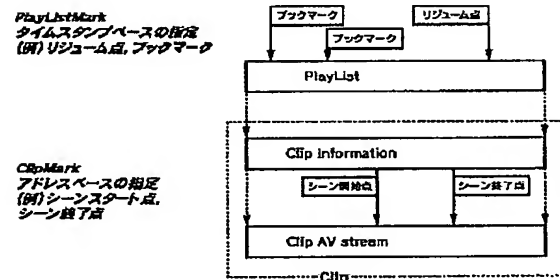 PlayListMark
タイムスタンプベースの指定
(例) リジューム点, ブックマーク
ブックマーク
ブックマーク
リジューム点
PlayList
ClipMark
アドレスベースの指定
(例) シーンスタート点,
シーン終了点
Clip Information
シーン開始点
シーン終了点
Clip AV stream
Clip